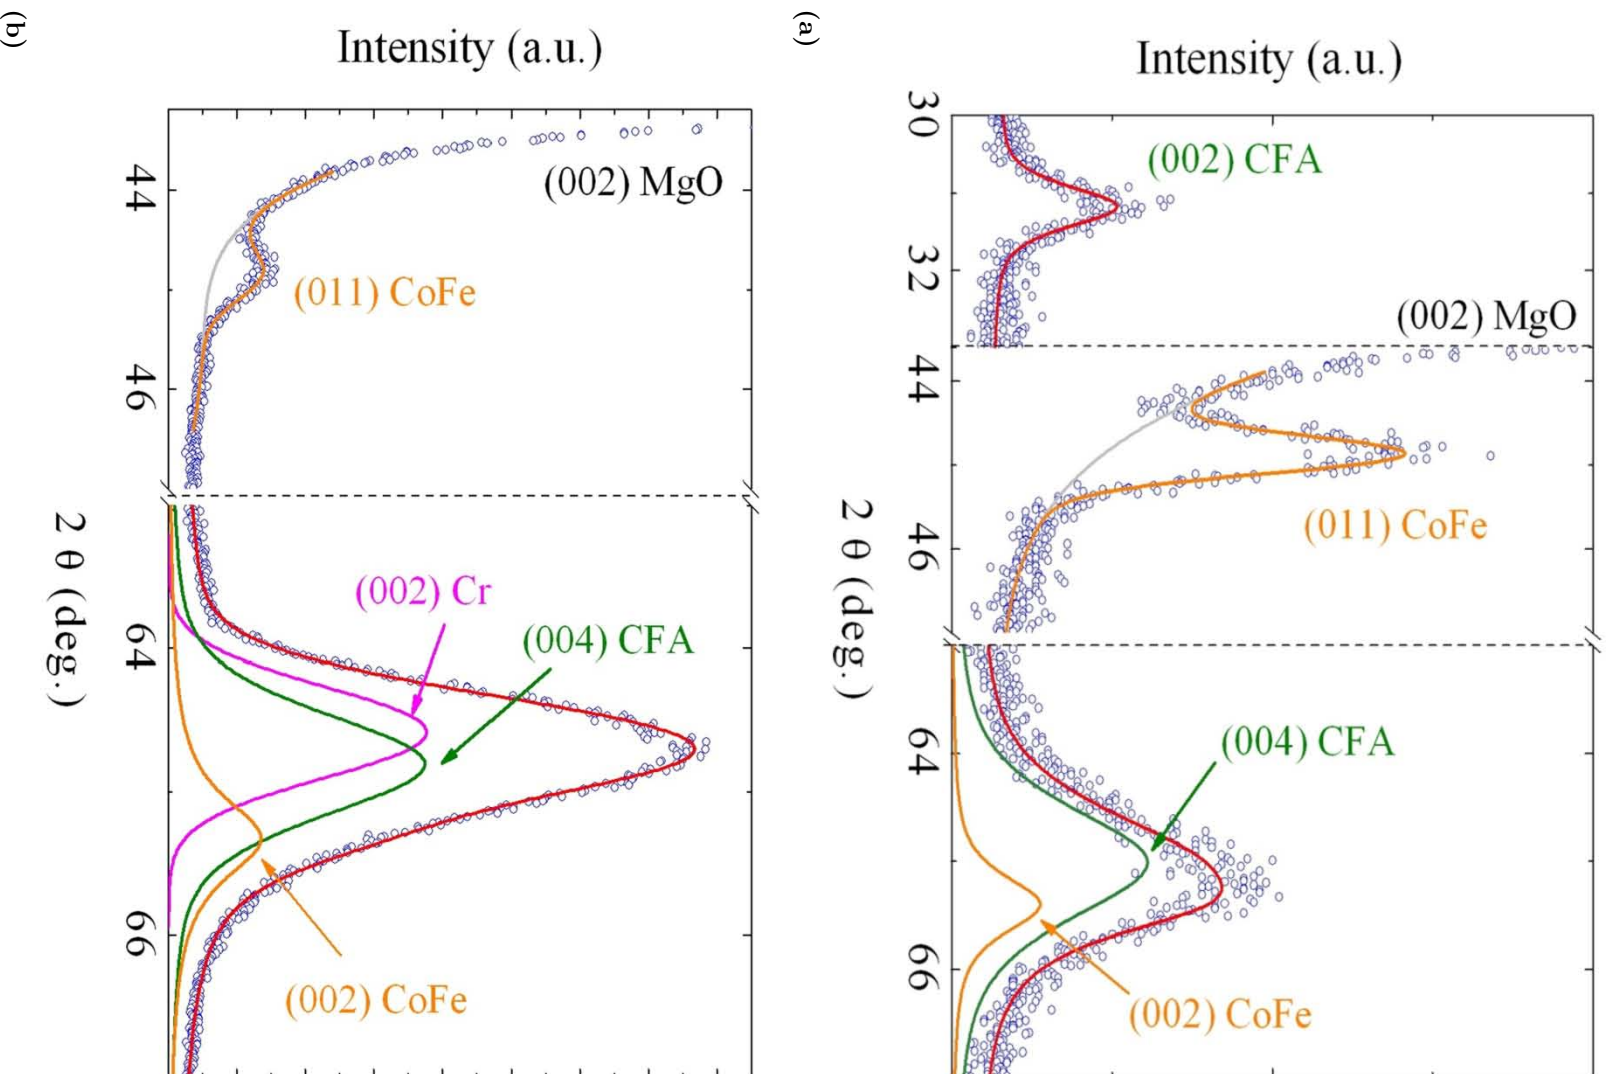 (a)
Intensity (a.u.)
30
32
44
46
64
66
2 θ (deg.)
(002) CFA
(002) MgO
(011) CoFe
(004) CFA
(002) CoFe
(b)
Intensity (a.u.)
44
46
64
66
2 θ (deg.)
(002) MgO
(011) CoFe
(002) Cr
(004) CFA
(002) CoFe